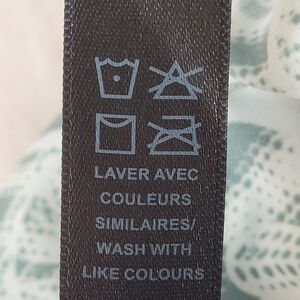 LAVER AVEC
COULEURS
SIMILAIRES/
WASH WITH
LIKE COLOURS